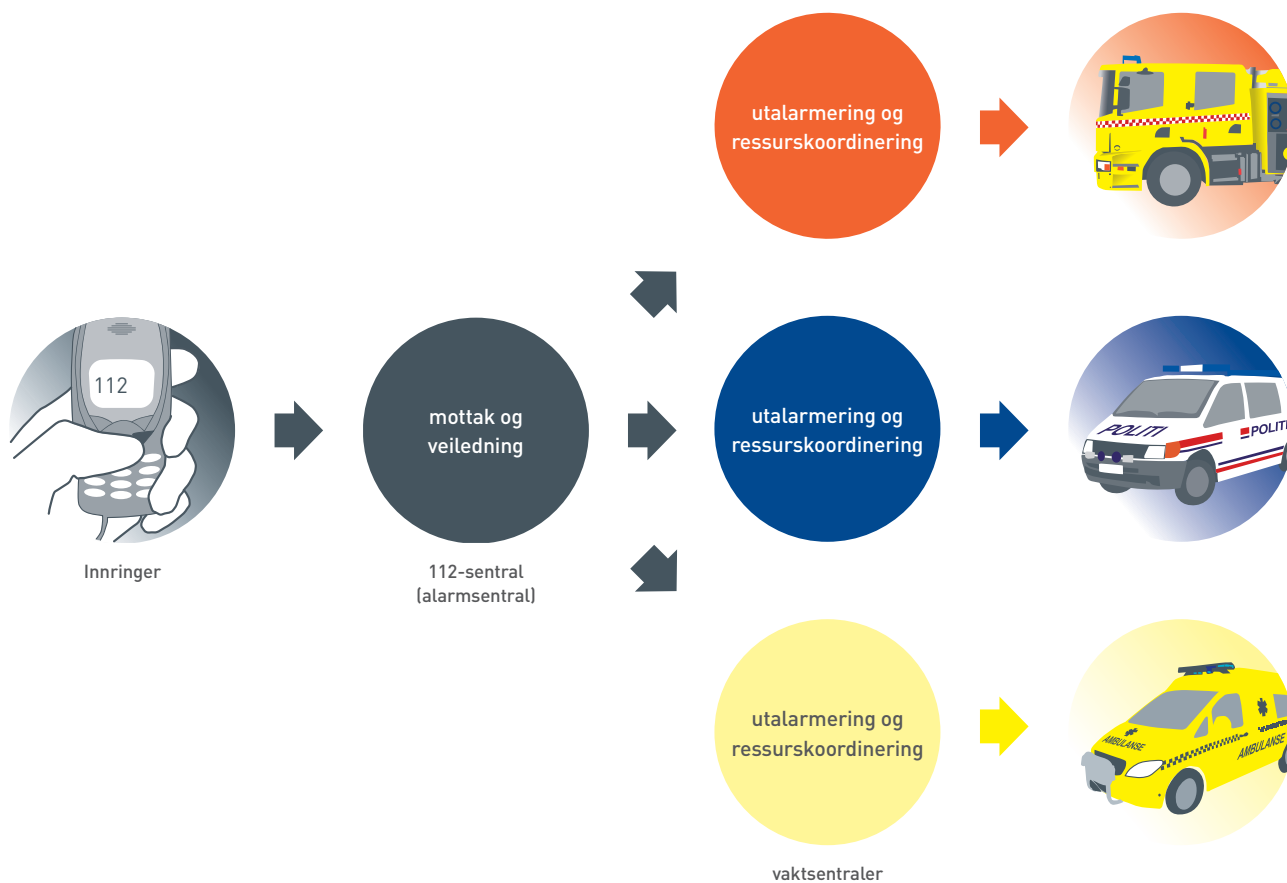 utalarmering og
ressurskoordinering
112
mottak og
veiledning
utalarmering og
ressurskoordinering
POLITI
POLITI
Innringer
112-sentral
(alarmsentral)
utalarmering og
ressurskoordinering
AMBULANSE
AMBULANSE
vaktsentraler